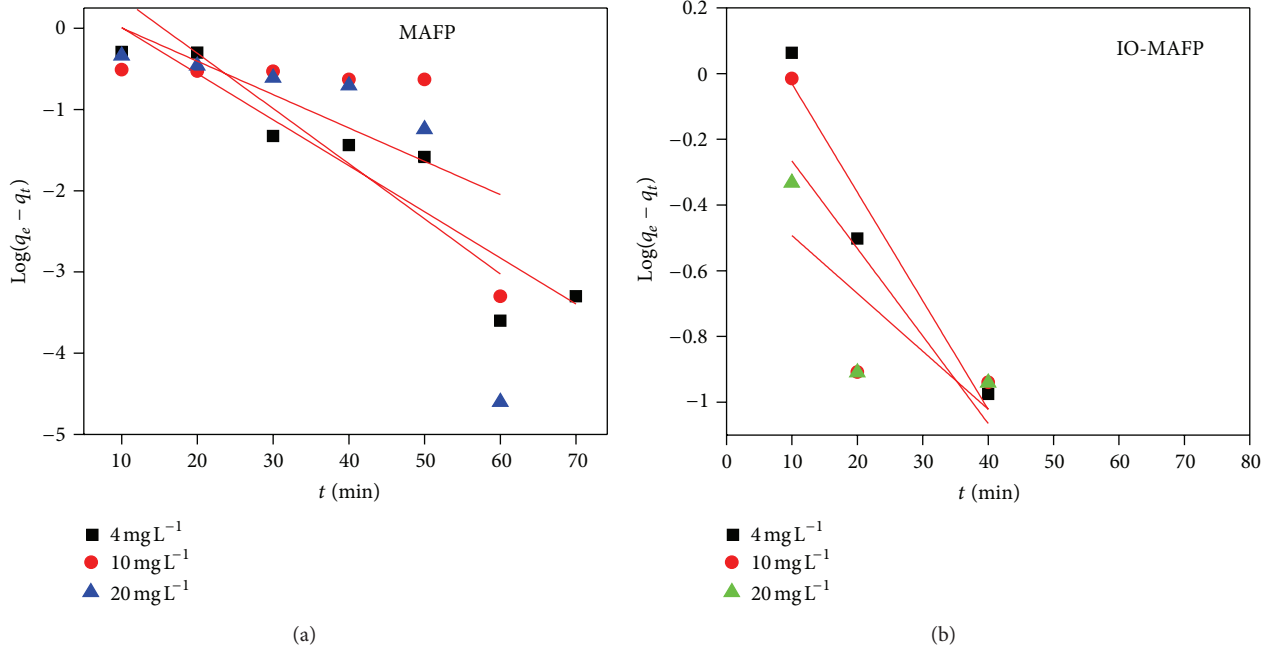 MAFP
0
−1
−2
−3
−4
−5
Log(qₑ − qₜ)
10 20 30 40 50 60 70
t (min)
4 mg L⁻¹
10 mg L⁻¹
20 mg L⁻¹
(a)
IO-MAFP
0.2
0
−0.2
−0.4
−0.6
−0.8
−1
Log(qₑ − qₜ)
0 10 20 30 40 50 60 70 80
t (min)
4 mg L⁻¹
10 mg L⁻¹
20 mg L⁻¹
(b)